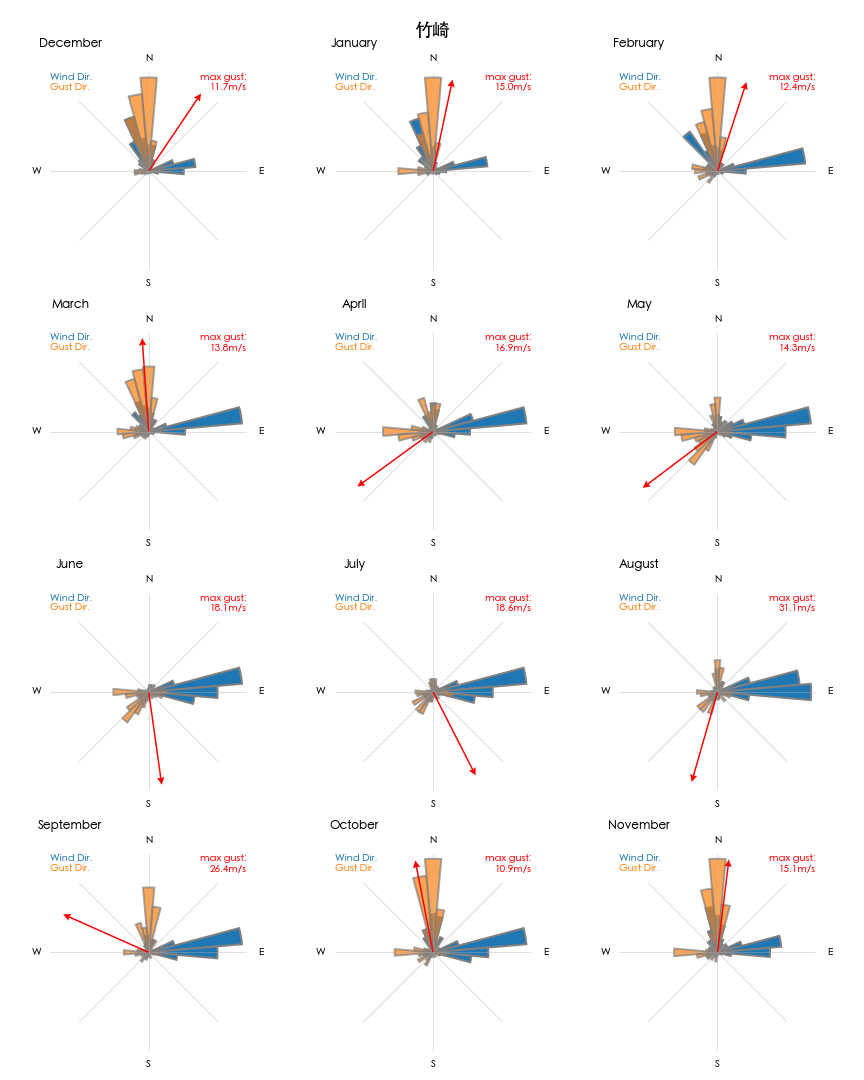 竹崎
December
N
Wind Dir.
Gust Dir.
max gust:
11.7m/s
W
E
S
January
N
Wind Dir.
Gust Dir.
max gust:
15.0m/s
W
E
S
February
N
Wind Dir.
Gust Dir.
max gust:
12.4m/s
W
E
S
March
N
Wind Dir.
Gust Dir.
max gust:
13.8m/s
W
E
S
April
N
Wind Dir.
Gust Dir.
max gust:
16.9m/s
W
E
S
May
N
Wind Dir.
Gust Dir.
max gust:
14.3m/s
W
E
S
June
N
Wind Dir.
Gust Dir.
max gust:
18.1m/s
W
E
S
July
N
Wind Dir.
Gust Dir.
max gust:
18.6m/s
W
E
S
August
N
Wind Dir.
Gust Dir.
max gust:
31.1m/s
W
E
S
September
N
Wind Dir.
Gust Dir.
max gust:
26.4m/s
W
E
S
October
N
Wind Dir.
Gust Dir.
max gust:
10.9m/s
W
E
S
November
N
Wind Dir.
Gust Dir.
max gust:
15.1m/s
W
E
S